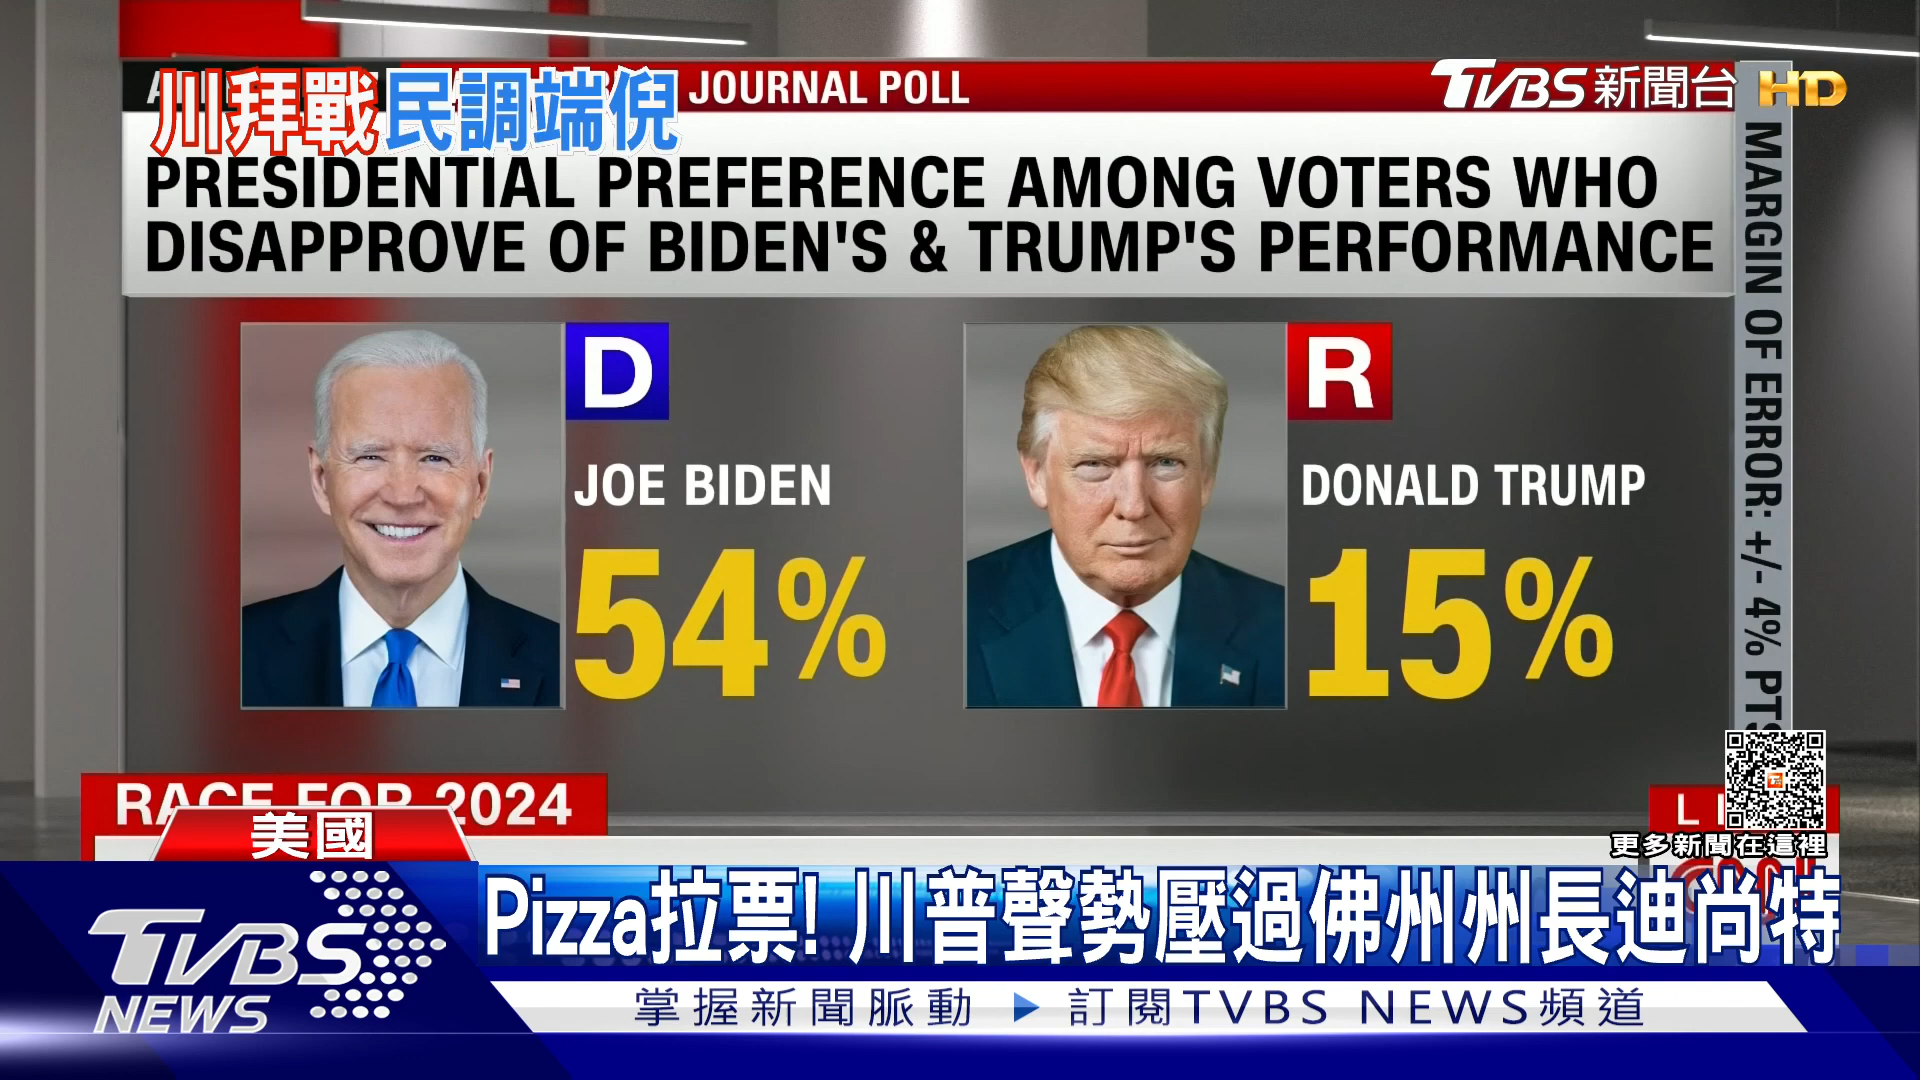 川拜戰民調端倪
JOURNAL POLL
TVBS新聞台 HD
PRESIDENTIAL PREFERENCE AMONG VOTERS WHO
DISAPPROVE OF BIDEN'S & TRUMP'S PERFORMANCE
MARGIN OF ERROR: +/- 4% PTS
D
JOE BIDEN
54%
R
DONALD TRUMP
15%
RACE FOR 2024
美國
更多新聞在這裡
Pizza拉票! 川普聲勢壓過佛州州長迪尚特
TVBS
NEWS
掌握新聞脈動 ▶ 訂閱TVBS NEWS頻道